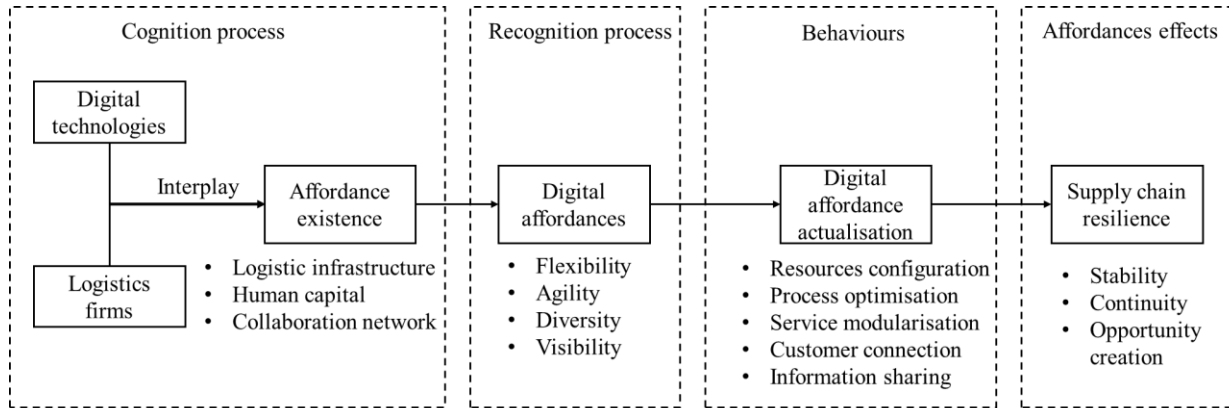 Cognition process
Digital
technologies
Interplay
Affordance
existence
Logistics
firms
• Logistic infrastructure
• Human capital
• Collaboration network
Recognition process
Digital
affordances
• Flexibility
• Agility
• Diversity
• Visibility
Behaviours
Digital
affordance
actualisation
• Resources configuration
• Process optimisation
• Service modularisation
• Customer connection
• Information sharing
Affordances effects
Supply chain
resilience
• Stability
• Continuity
• Opportunity
creation